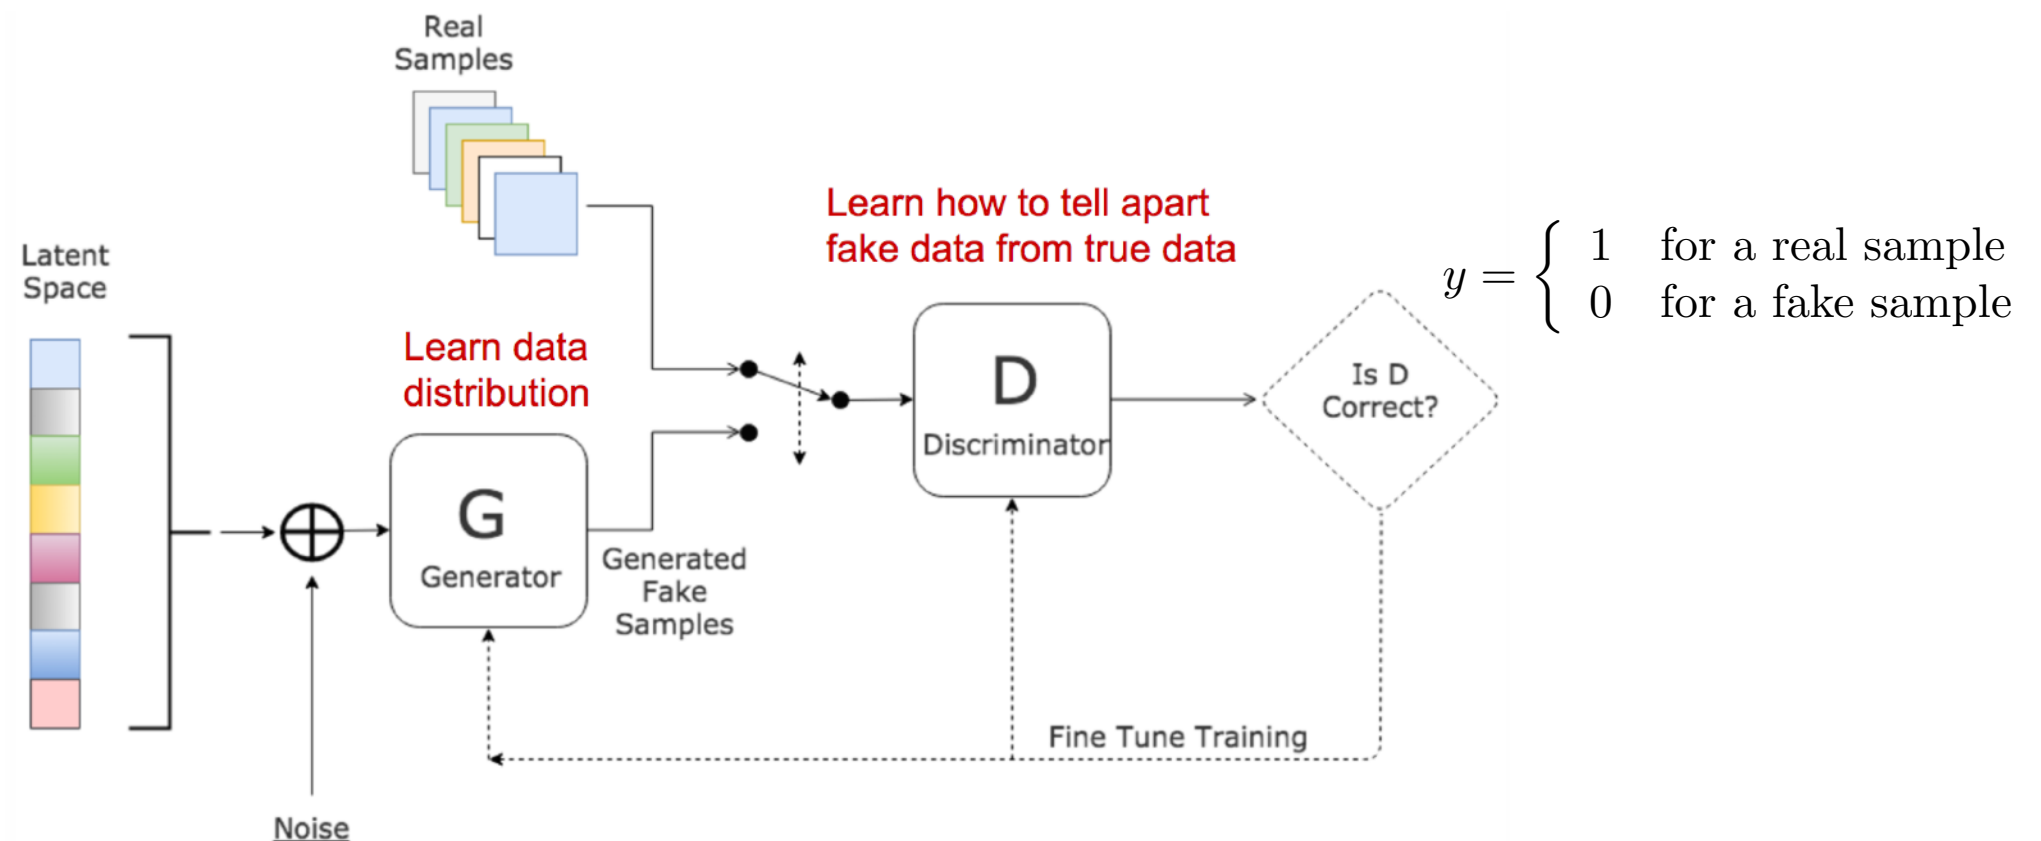 Real
Samples
Learn how to tell apart
fake data from true data
y = { 1 for a real sample
0 for a fake sample
Latent
Space
Learn data
distribution
D
Discriminator
Is D
Correct?
G
Generator
Generated
Fake
Samples
Fine Tune Training
Noise